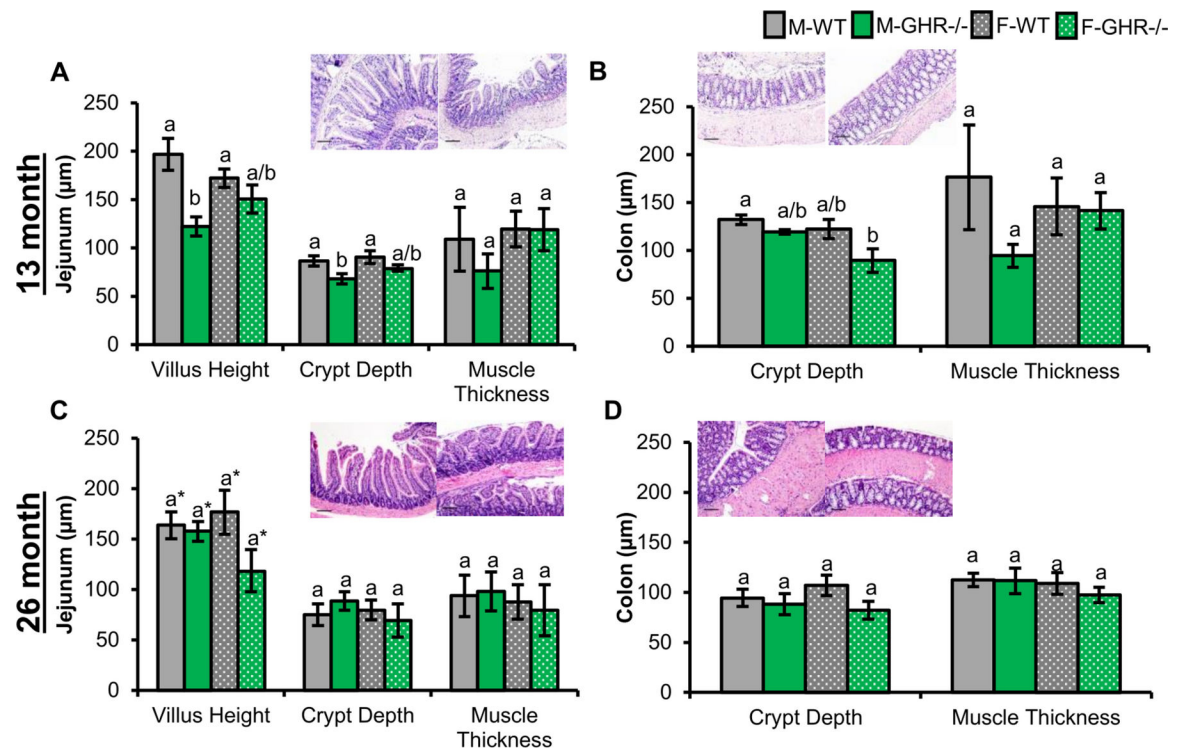 M-WT M-GHR-/- F-WT F-GHR-/-
A
B
13 month
Jejunum (µm)
250
200
150
100
50
0
a
b
a
a/b
a
b
a
a/b
a
a
a
a
Villus Height
Crypt Depth
Muscle
Thickness
Colon (µm)
250
200
150
100
50
0
a
a/b
a/b
b
a
a
a
a
Crypt Depth
Muscle Thickness
C
D
26 month
Jejunum (µm)
250
200
150
100
50
0
a*
a*
a*
a*
a
a
a
a
a
a
a
a
Villus Height
Crypt Depth
Muscle
Thickness
Colon (µm)
250
200
150
100
50
0
a
a
a
a
a
a
a
a
Crypt Depth
Muscle Thickness